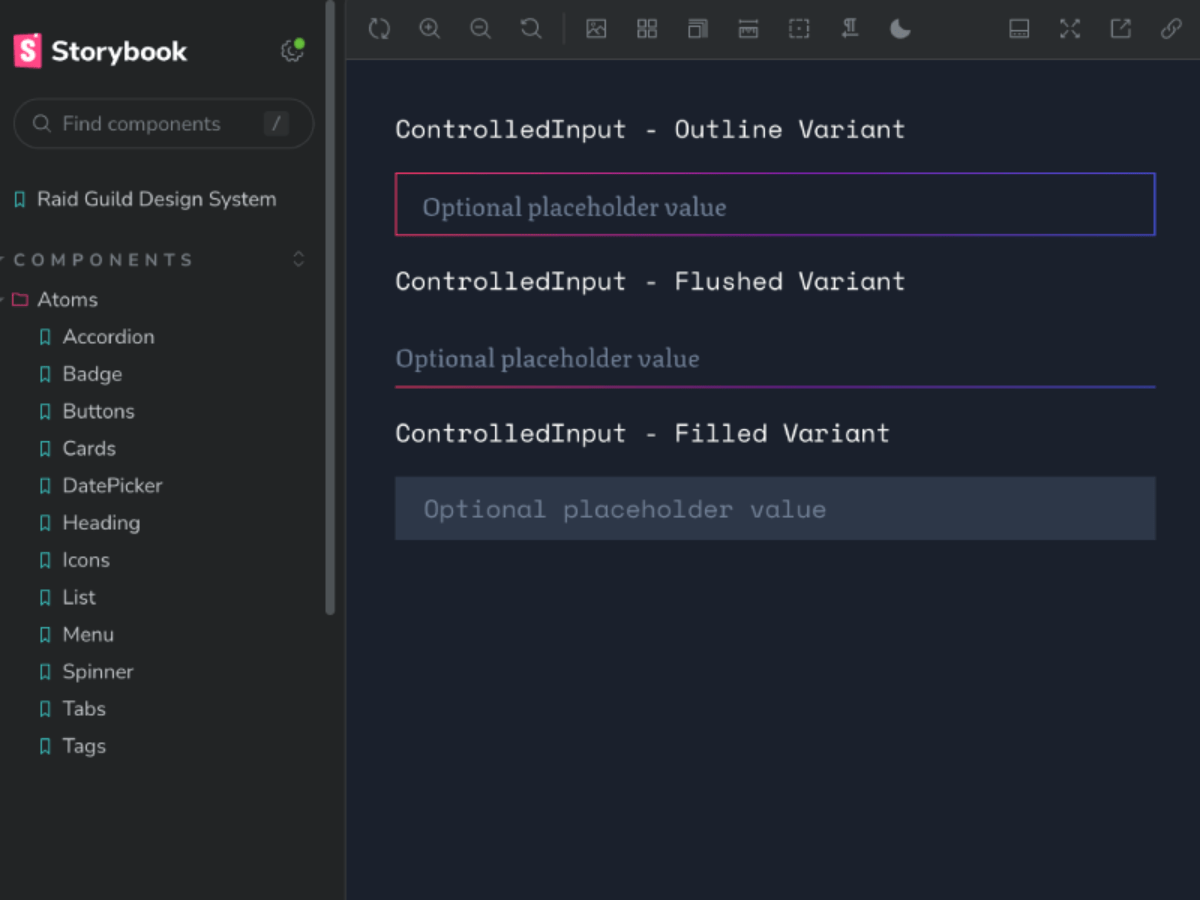 Storybook
Find components /
Raid Guild Design System
COMPONENTS
Atoms
Accordion
Badge
Buttons
Cards
DatePicker
Heading
Icons
List
Menu
Spinner
Tabs
Tags
ControlledInput - Outline Variant
Optional placeholder value
ControlledInput - Flushed Variant
Optional placeholder value
ControlledInput - Filled Variant
Optional placeholder value